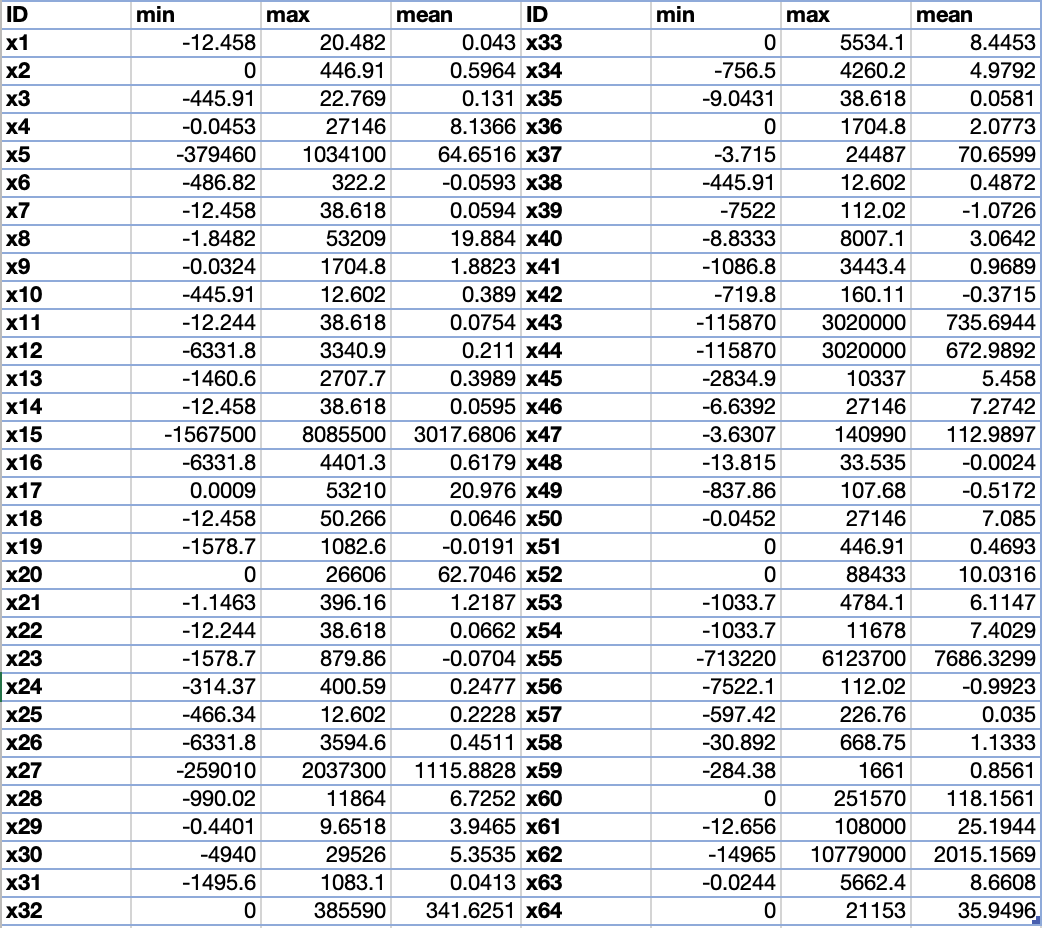 ID min max mean ID min max mean
x1 -12.458 20.482 0.043 x33 0 5534.1 8.4453
x2 0 446.91 0.5964 x34 -756.5 4260.2 4.9792
x3 -445.91 22.769 0.131 x35 -9.0431 38.618 0.0581
x4 -0.0453 27146 8.1366 x36 0 1704.8 2.0773
x5 -379460 1034100 64.6516 x37 -3.715 24487 70.6599
x6 -486.82 322.2 -0.0593 x38 -445.91 12.602 0.4872
x7 -12.458 38.618 0.0594 x39 -7522 112.02 -1.0726
x8 -1.8482 53209 19.884 x40 -8.8333 8007.1 3.0642
x9 -0.0324 1704.8 1.8823 x41 -1086.8 3443.4 0.9689
x10 -445.91 12.602 0.389 x42 -719.8 160.11 -0.3715
x11 -12.244 38.618 0.0754 x43 -115870 3020000 735.6944
x12 -6331.8 3340.9 0.211 x44 -115870 3020000 672.9892
x13 -1460.6 2707.7 0.3989 x45 -2834.9 10337 5.458
x14 -12.458 38.618 0.0595 x46 -6.6392 27146 7.2742
x15 -1567500 8085500 3017.6806 x47 -3.6307 140990 112.9897
x16 -6331.8 4401.3 0.6179 x48 -13.815 33.535 -0.0024
x17 0.0009 53210 20.976 x49 -837.86 107.68 -0.5172
x18 -12.458 50.266 0.0646 x50 -0.0452 27146 7.085
x19 -1578.7 1082.6 -0.0191 x51 0 446.91 0.4693
x20 0 26606 62.7046 x52 0 88433 10.0316
x21 -1.1463 396.16 1.2187 x53 -1033.7 4784.1 6.1147
x22 -12.244 38.618 0.0662 x54 -1033.7 11678 7.4029
x23 -1578.7 879.86 -0.0704 x55 -713220 6123700 7686.3299
x24 -314.37 400.59 0.2477 x56 -7522.1 112.02 -0.9923
x25 -466.34 12.602 0.2228 x57 -597.42 226.76 0.035
x26 -6331.8 3594.6 0.4511 x58 -30.892 668.75 1.1333
x27 -259010 2037300 1115.8828 x59 -284.38 1661 0.8561
x28 -990.02 11864 6.7252 x60 0 251570 118.1561
x29 -0.4401 9.6518 3.9465 x61 -12.656 108000 25.1944
x30 -4940 29526 5.3535 x62 -14965 10779000 2015.1569
x31 -1495.6 1083.1 0.0413 x63 -0.0244 5662.4 8.6608
x32 0 385590 341.6251 x64 0 21153 35.9496